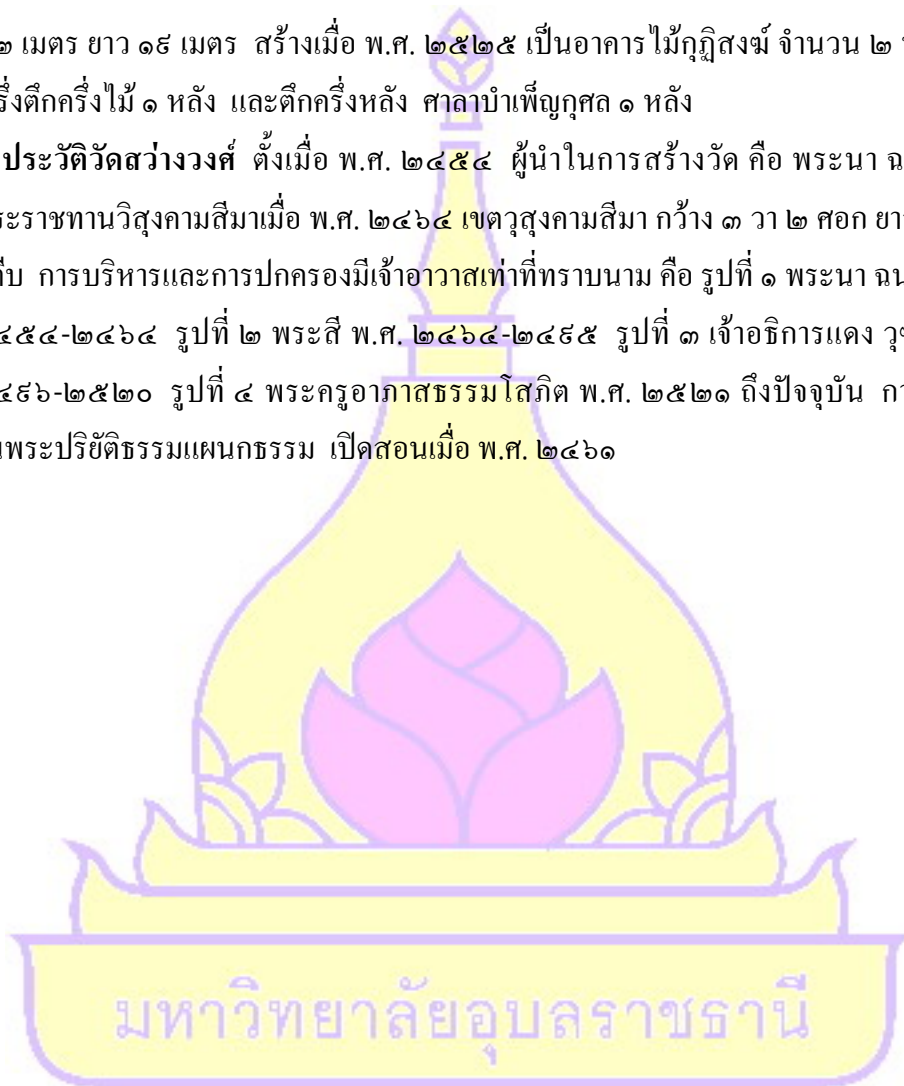 ๒ เมตร ยาว ๑๙ เมตร สร้างเมื่อ พ.ศ. ๒๕๒๕ เป็นอาคารไม้กุฏิสงฆ์ จำนวน ๒
ครึ่งตึกครึ่งไม้ ๑ หลัง และตึกครึ่งหลัง ศาลาบำเพ็ญกุศล ๑ หลัง
ประวัติวัดสว่างวงศ์ ตั้งเมื่อ พ.ศ. ๒๔๕๔ ผู้นำในการสร้างวัด คือ พระนา
พระราชทานวิสุงคามสีมาเมื่อ พ.ศ. ๒๔๖๔ เขตวุสุงคามสีมา กว้าง ๓ วา ๒ ศอก
คืบ การบริหารและการปกครองมีเจ้าอาวาสเท่าที่ทราบนาม คือ รูปที่ ๑ พระนา
๔๕๔-๒๔๖๔ รูปที่ ๒ พระสี พ.ศ. ๒๔๖๔-๒๔๙๕ รูปที่ ๓ เจ้าอธิการแดง
๔๙๖-๒๕๒๐ รูปที่ ๔ พระครูอาภาสธรรมโสภิต พ.ศ. ๒๕๒๑ ถึงปัจจุบัน
พระปริยัติธรรมแผนกธรรม เปิดสอนเมื่อ พ.ศ. ๒๔๖๑
มหาวิทยาลัยอุบลราชธานี